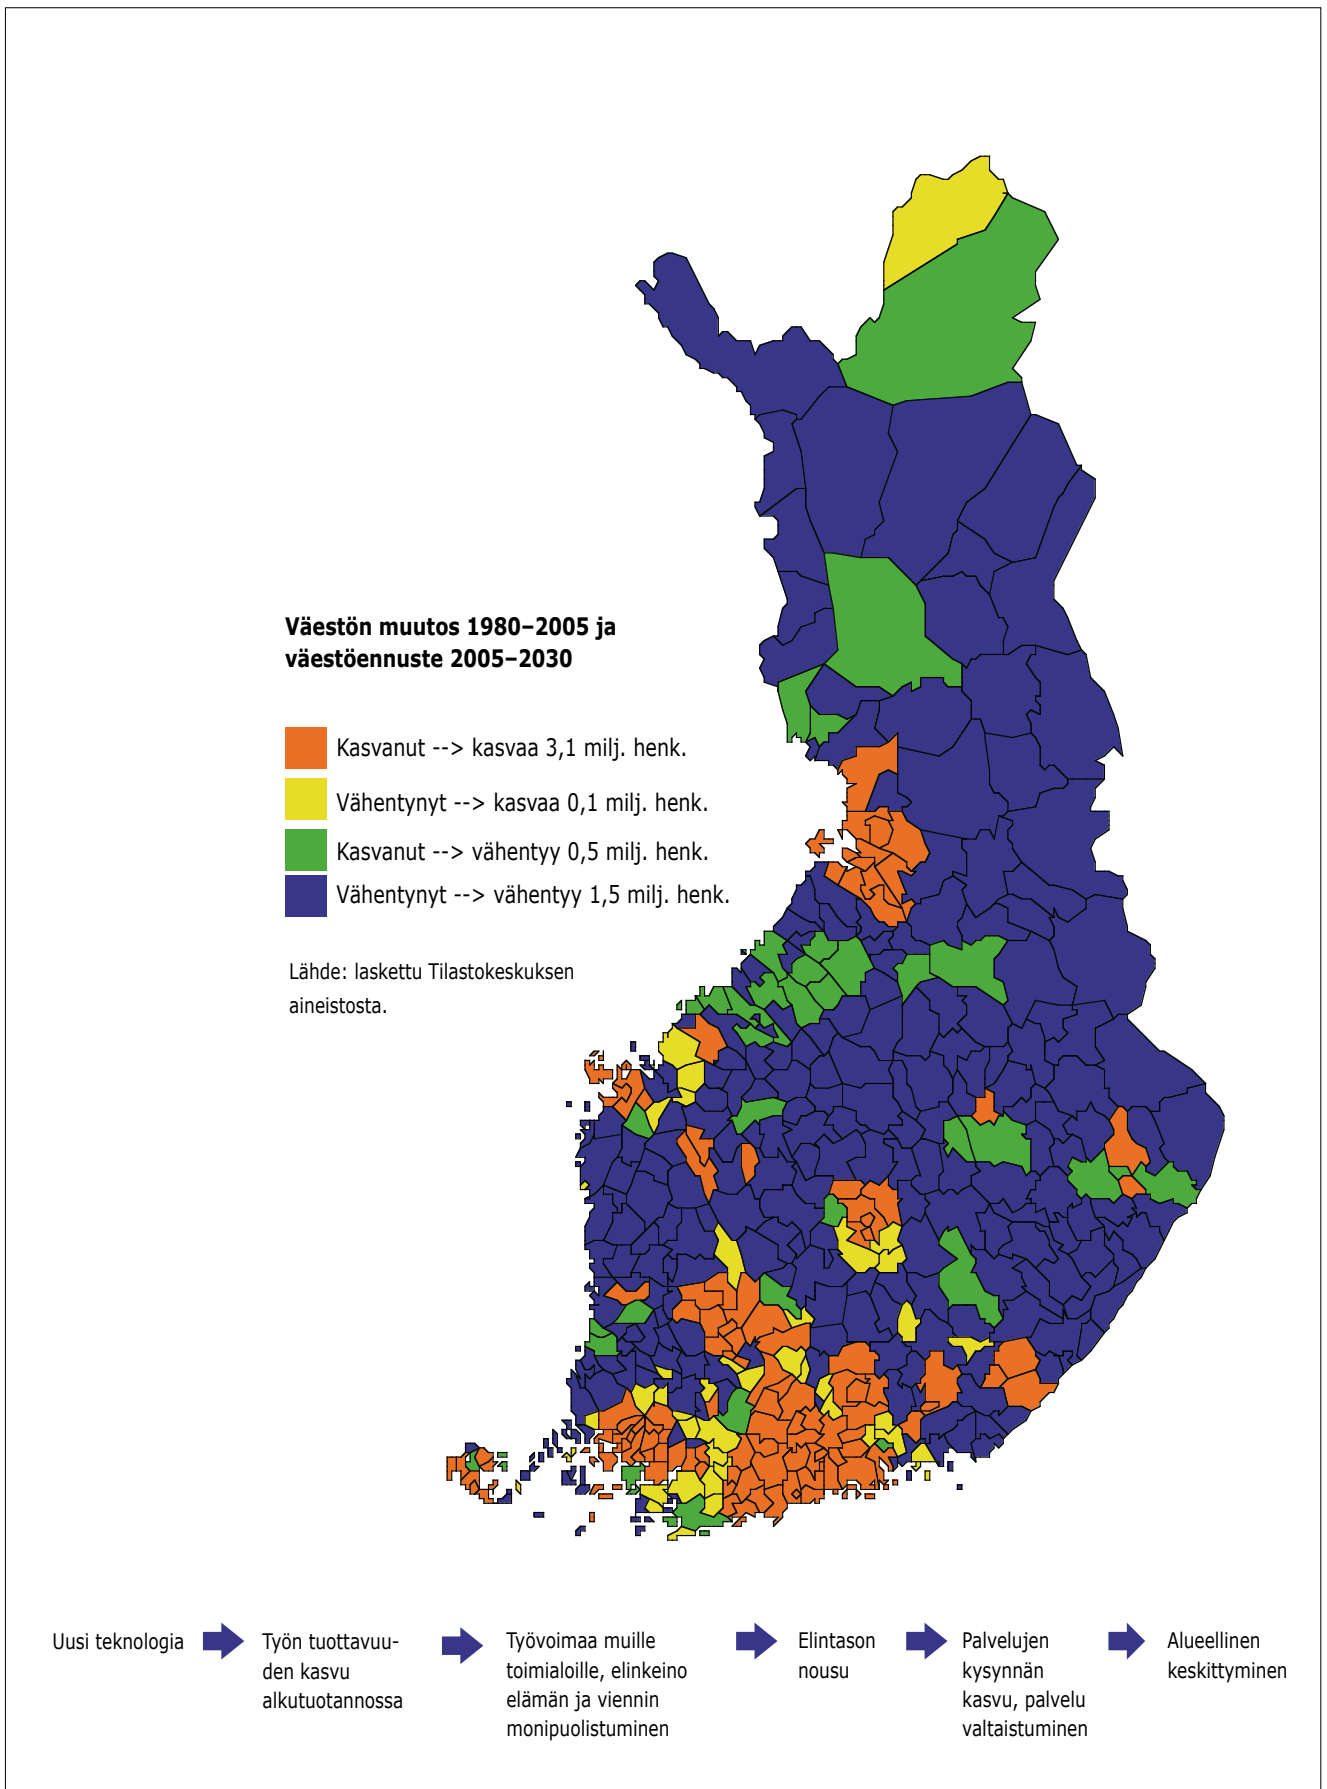 Väestön muutos 1980–2005 ja
väestöennuste 2005–2030
Kasvanut --> kasvaa 3,1 milj. henk.
Vähentynyt --> kasvaa 0,1 milj. henk.
Kasvanut --> vähentyy 0,5 milj. henk.
Vähentynyt --> vähentyy 1,5 milj. henk.
Lähde: laskettu Tilastokeskuksen
aineistosta.
Uusi teknologia
Työn tuottavuu-
den kasvu
alkutuotannossa
Työvoimaa muille
toimialoille, elinkeino
elämän ja viennin
monipuolistuminen
Elintason
nousu
Palvelujen
kysynnän
kasvu, palvelu
valtaistuminen
Alueellinen
keskittyminen